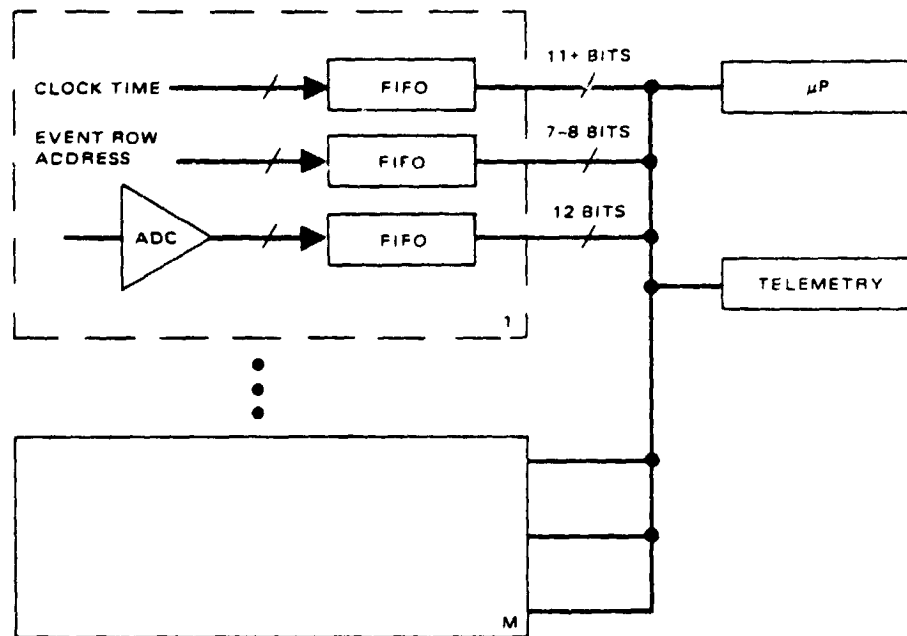 11+ BITS
CLOCK TIME
FIFO
µP
EVENT ROW
ADDRESS
7-8 BITS
FIFO
12 BITS
ADC
FIFO
TELEMETRY
1
M